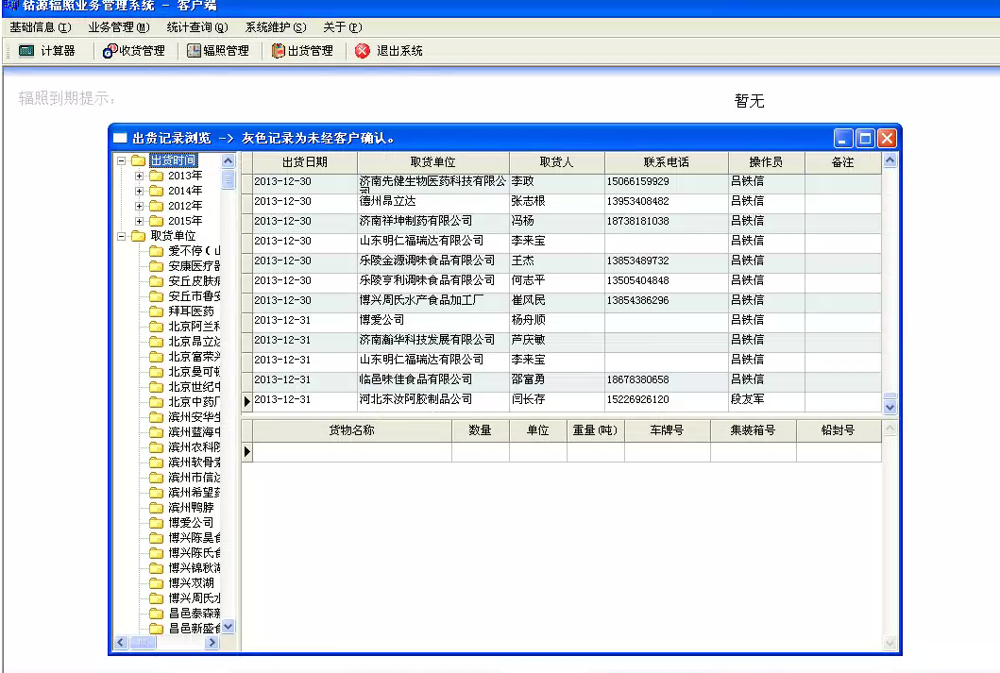 钴源辐照业务管理系统 - 客户端
基础信息(I) 业务管理(M) 统计查询(Q) 系统维护(S) 关于(P)
计算器 收货管理 辐照管理 出货管理 退出系统
辐照到期提示: 暂无
出货记录浏览 -> 灰色记录为未经客户确认。
出货时间
2013年
2014年
2012年
2015年
取货单位
爱不停(山
安康医疗器
安丘皮肤病
安丘市鲁安
拜耳医药
北京阿兰科
北京昂立达
北京富荣兴
北京曼可顿
北京世纪中
北京中药厂
滨州安华生
滨州蓝海中
滨州农科院
滨州软骨素
滨州市信达
滨州希望药
滨州鸭脖
博爱公司
博兴陈昊食
博兴陈氏食
博兴锦秋湖
博兴双湖
博兴周氏水
昌邑泰森新
昌邑新盛食
出货日期 取货单位 取货人 联系电话 操作员 备注
2013-12-30 济南先健生物医药科技有限公司 李政 15066159929 吕铁信
2013-12-30 德州昂立达 张志根 13953408482 吕铁信
2013-12-30 济南祥坤制药有限公司 冯杨 18738181038 吕铁信
2013-12-30 山东明仁福瑞达有限公司 李来宝 吕铁信
2013-12-30 乐陵金源调味食品有限公司 王杰 13853489732 吕铁信
2013-12-30 乐陵亨利调味食品有限公司 何志平 13505404848 吕铁信
2013-12-30 博兴周氏水产食品加工厂 崔风民 13854386296 吕铁信
2013-12-31 博爱公司 杨舟顺 吕铁信
2013-12-31 济南瀚华科技发展有限公司 芦庆敏 吕铁信
2013-12-31 山东明仁福瑞达有限公司 李来宝 吕铁信
2013-12-31 临邑味佳食品有限公司 邵富勇 18678380658 吕铁信
2013-12-31 河北东汝阿胶制品公司 闫长存 15226926120 段友军
货物名称 数量 单位 重量(吨) 车牌号 集装箱号 铅封号